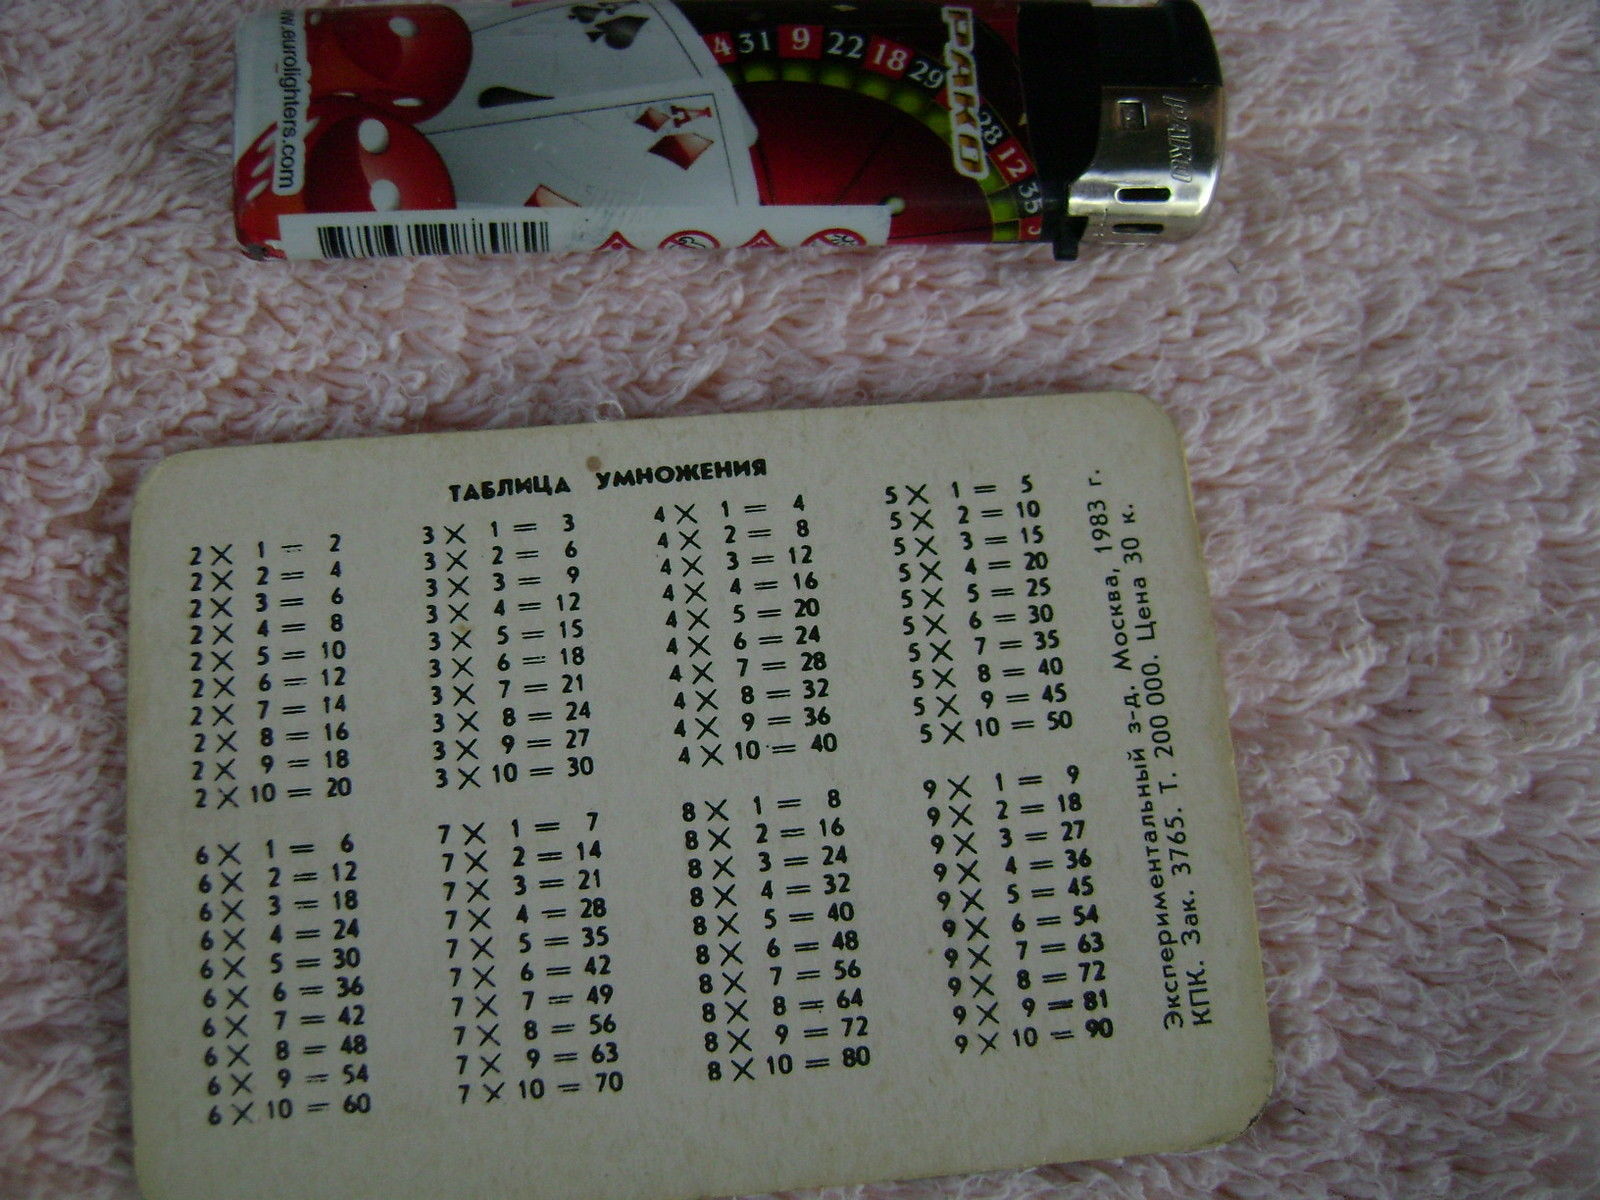 www.eurolighters.com
4 31 9 22 18 29 28 12 35 3
РАКО
РАКО
ТАБЛИЦА УМНОЖЕНИЯ
2 X 1 = 2
2 X 2 = 4
2 X 3 = 6
2 X 4 = 8
2 X 5 = 10
2 X 6 = 12
2 X 7 = 14
2 X 8 = 16
2 X 9 = 18
2 X 10 = 20
3 X 1 = 3
3 X 2 = 6
3 X 3 = 9
3 X 4 = 12
3 X 5 = 15
3 X 6 = 18
3 X 7 = 21
3 X 8 = 24
3 X 9 = 27
3 X 10 = 30
4 X 1 = 4
4 X 2 = 8
4 X 3 = 12
4 X 4 = 16
4 X 5 = 20
4 X 6 = 24
4 X 7 = 28
4 X 8 = 32
4 X 9 = 36
4 X 10 = 40
5 X 1 = 5
5 X 2 = 10
5 X 3 = 15
5 X 4 = 20
5 X 5 = 25
5 X 6 = 30
5 X 7 = 35
5 X 8 = 40
5 X 9 = 45
5 X 10 = 50
6 X 1 = 6
6 X 2 = 12
6 X 3 = 18
6 X 4 = 24
6 X 5 = 30
6 X 6 = 36
6 X 7 = 42
6 X 8 = 48
6 X 9 = 54
6 X 10 = 60
7 X 1 = 7
7 X 2 = 14
7 X 3 = 21
7 X 4 = 28
7 X 5 = 35
7 X 6 = 42
7 X 7 = 49
7 X 8 = 56
7 X 9 = 63
7 X 10 = 70
8 X 1 = 8
8 X 2 = 16
8 X 3 = 24
8 X 4 = 32
8 X 5 = 40
8 X 6 = 48
8 X 7 = 56
8 X 8 = 64
8 X 9 = 72
8 X 10 = 80
9 X 1 = 9
9 X 2 = 18
9 X 3 = 27
9 X 4 = 36
9 X 5 = 45
9 X 6 = 54
9 X 7 = 63
9 X 8 = 72
9 X 9 = 81
9 X 10 = 90
Экспериментальный з-д. Москва, 1983 г.
КПК. Зак. 3765. Т. 200 000. Цена 30 к.